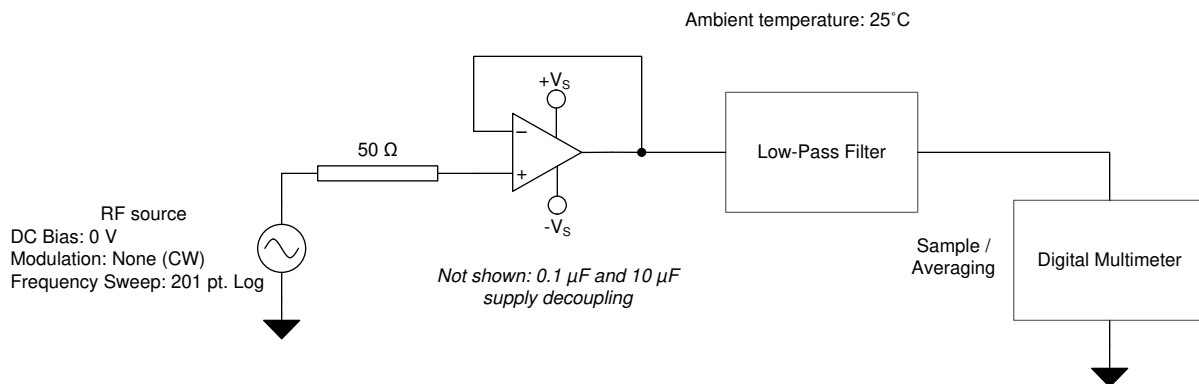 Ambient temperature: 25˚C
+VS
−
50 Ω
+
Low-Pass Filter
-VS
RF source
DC Bias: 0 V
Modulation: None (CW)
Frequency Sweep: 201 pt. Log
Not shown: 0.1 µF and 10 µF
supply decoupling
Sample /
Averaging
Digital Multimeter